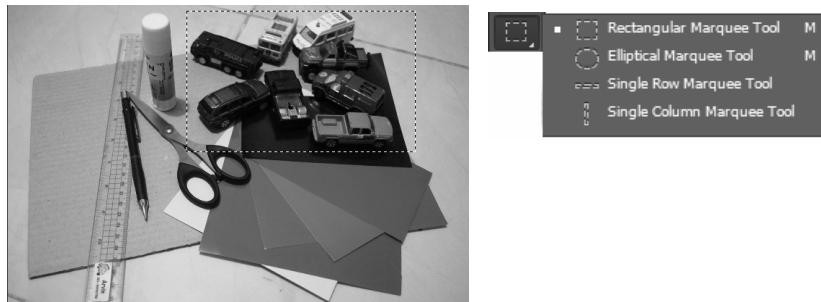 Rectangular Marquee Tool M
Elliptical Marquee Tool M
Single Row Marquee Tool
Single Column Marquee Tool